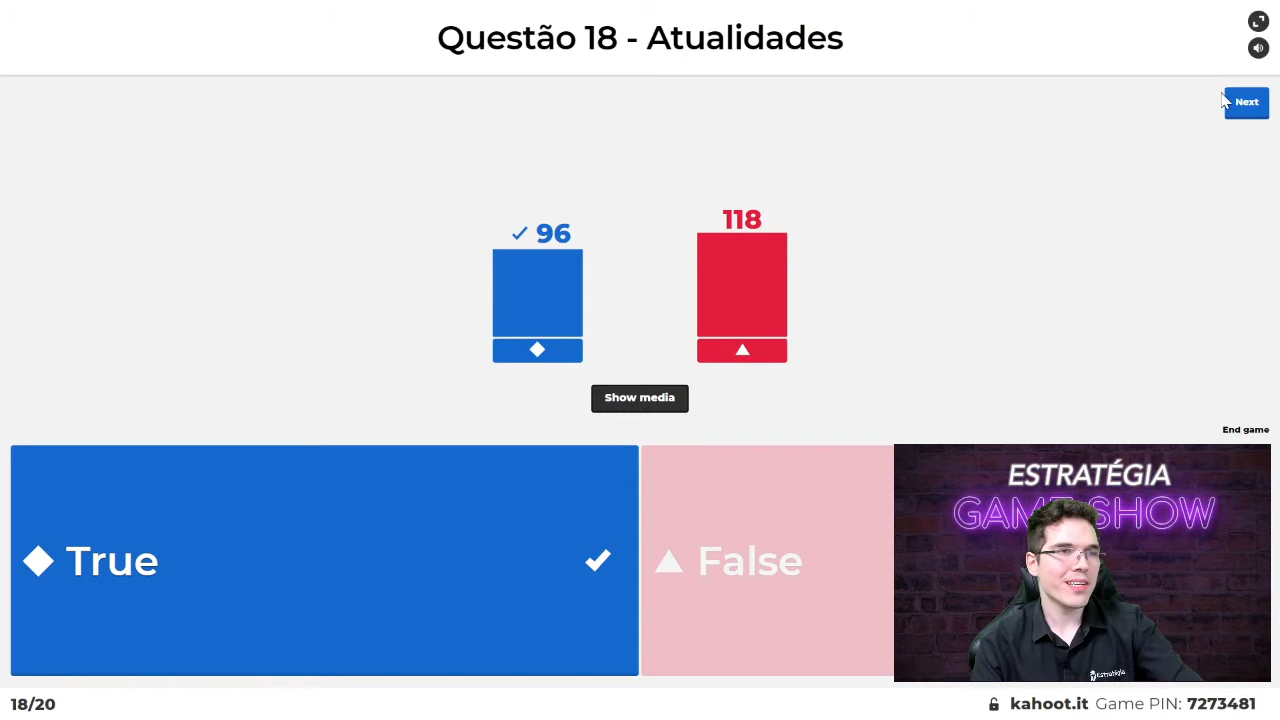 Questão 18 - Atualidades
Next
96
118
Show media
End game
True
False
ESTRATÉGIA
GAME SHOW
Estratégia
18/20
kahoot.it Game PIN: 7273481